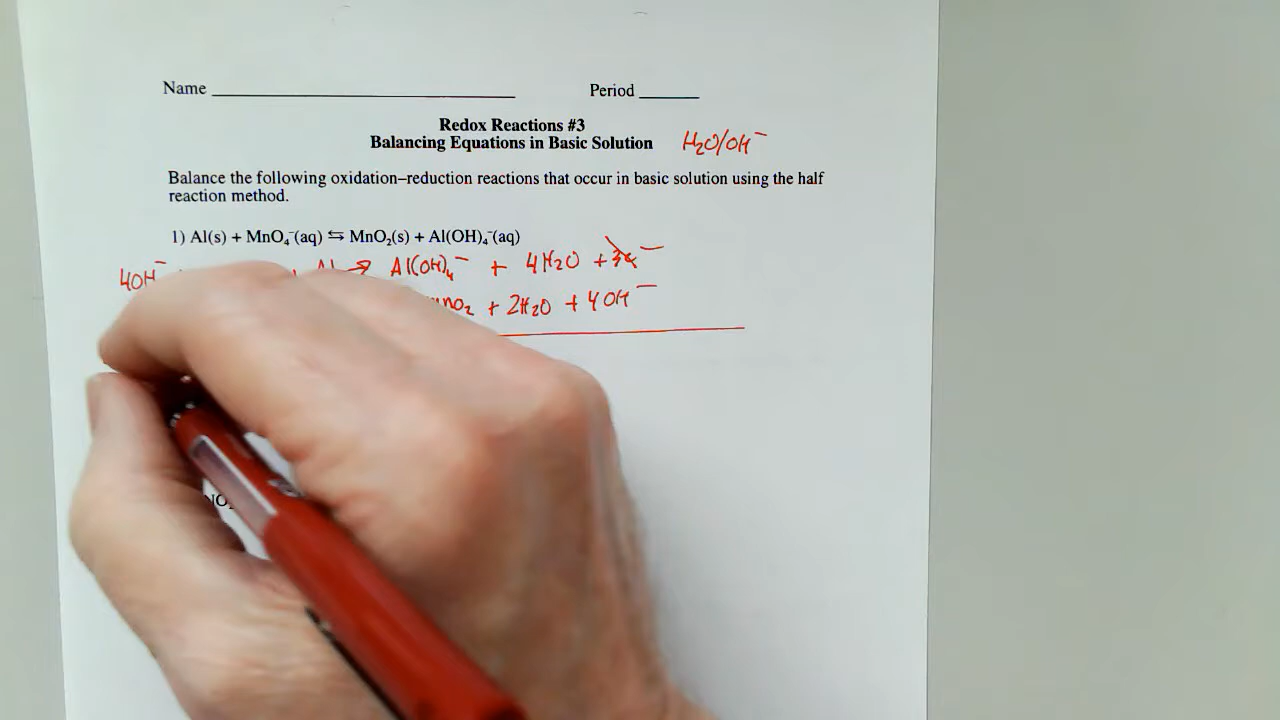 Name Period
Redox Reactions #3
Balancing Equations in Basic Solution H₂O/OH⁻
Balance the following oxidation–reduction reactions that occur in basic solution using the half
reaction method.
1) Al(s) + MnO₄⁻(aq) ⇆ MnO₂(s) + Al(OH)₄⁻(aq)
4OH⁻ Al → Al(OH)₄⁻ + 4H₂O + 3e⁻
MnO₂ + 2H₂O + 4OH⁻